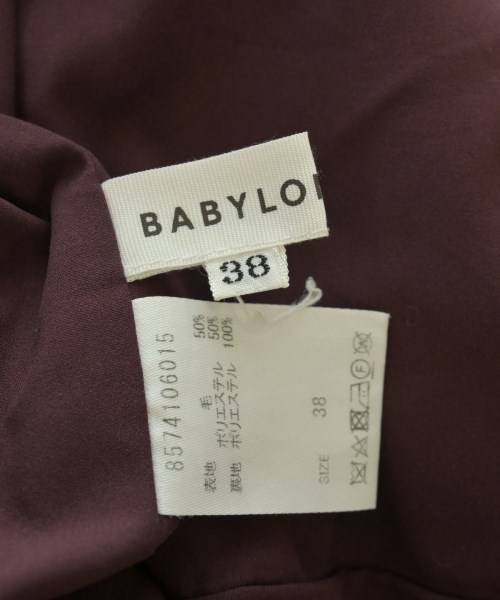 BABYLO
38
8574106015
表地 毛 50%
ポリエステル 50%
裏地 ポリエステル 100%
SIZE 38
F